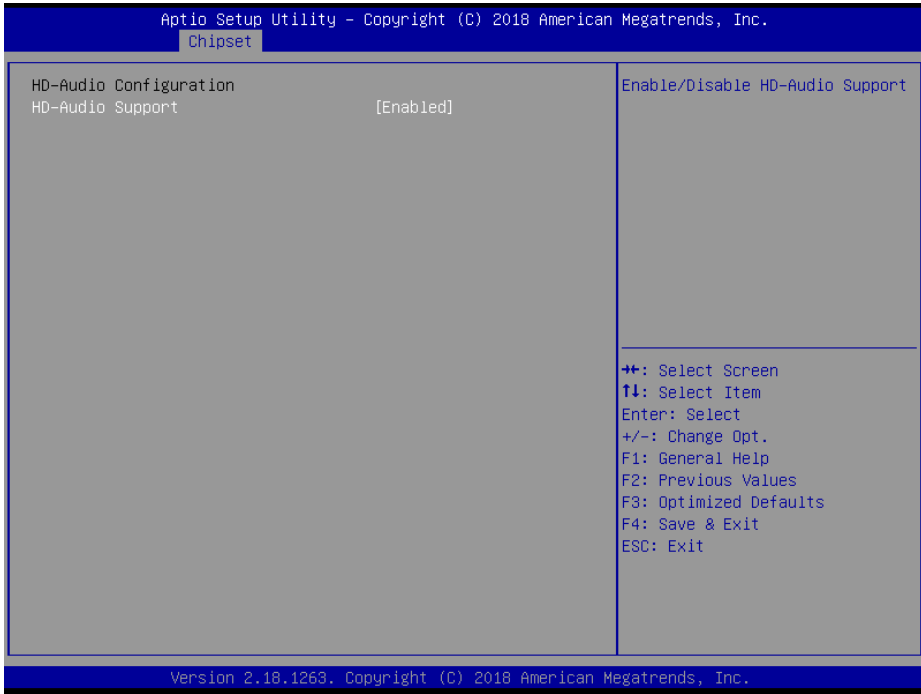 Aptio Setup Utility – Copyright (C) 2018 American Megatrends, Inc.
Chipset
HD-Audio Configuration
HD-Audio Support [Enabled]
Enable/Disable HD-Audio Support
→←: Select Screen
↑↓: Select Item
Enter: Select
+/-: Change Opt.
F1: General Help
F2: Previous Values
F3: Optimized Defaults
F4: Save & Exit
ESC: Exit
Version 2.18.1263. Copyright (C) 2018 American Megatrends, Inc.